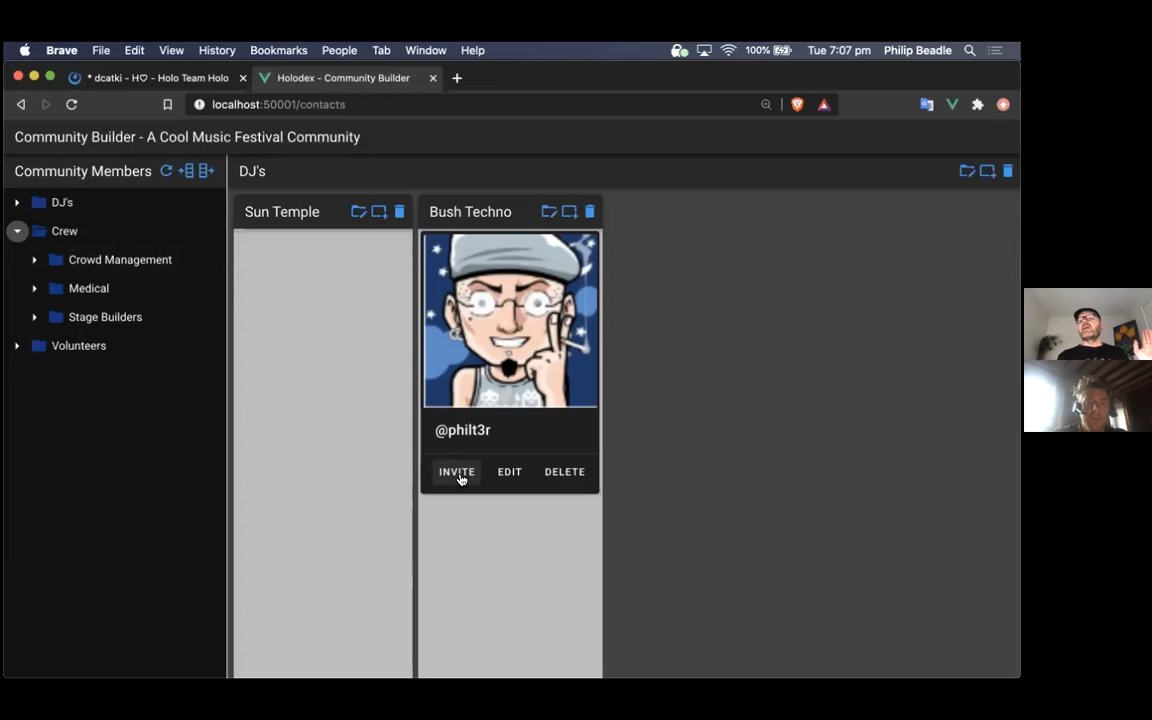 Brave File Edit View History Bookmarks People Tab Window Help 100% Tue 7:07 pm Philip Beadle
* dcatki - H♡ - Holo Team Holo Holodex - Community Builder
localhost:50001/contacts
Community Builder - A Cool Music Festival Community
Community Members
DJ's
Crew
Crowd Management
Medical
Stage Builders
Volunteers
DJ's
Sun Temple
Bush Techno
@philt3r
INVITE EDIT DELETE